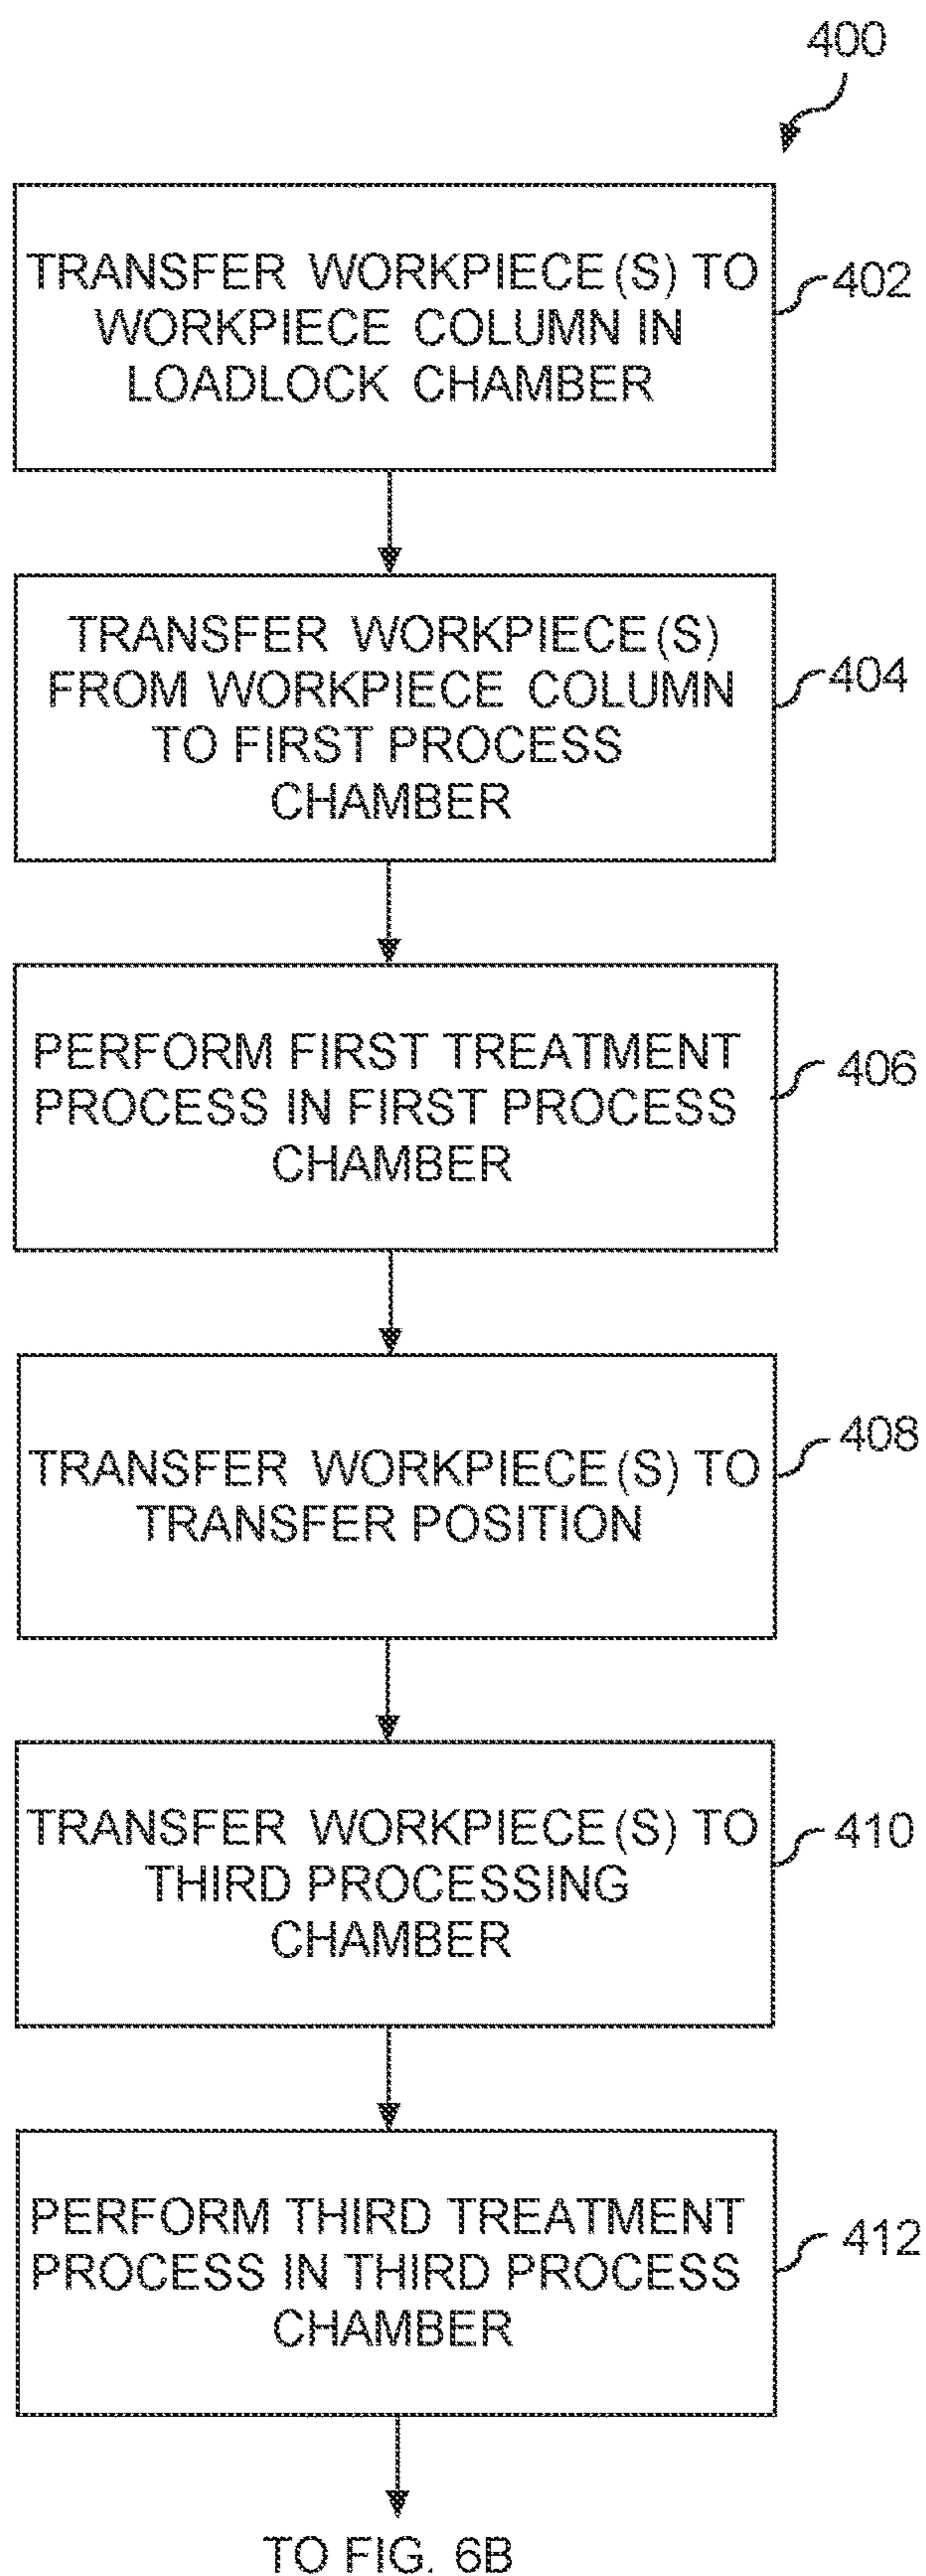 400
TRANSFER WORKPIECE(S) TO
WORKPIECE COLUMN IN
LOADLOCK CHAMBER
402
TRANSFER WORKPIECE(S)
FROM WORKPIECE COLUMN
TO FIRST PROCESS
CHAMBER
404
PERFORM FIRST TREATMENT
PROCESS IN FIRST PROCESS
CHAMBER
406
TRANSFER WORKPIECE(S) TO
TRANSFER POSITION
408
TRANSFER WORKPIECE(S) TO
THIRD PROCESSING
CHAMBER
410
PERFORM THIRD TREATMENT
PROCESS IN THIRD PROCESS
CHAMBER
412
TO FIG. 6B